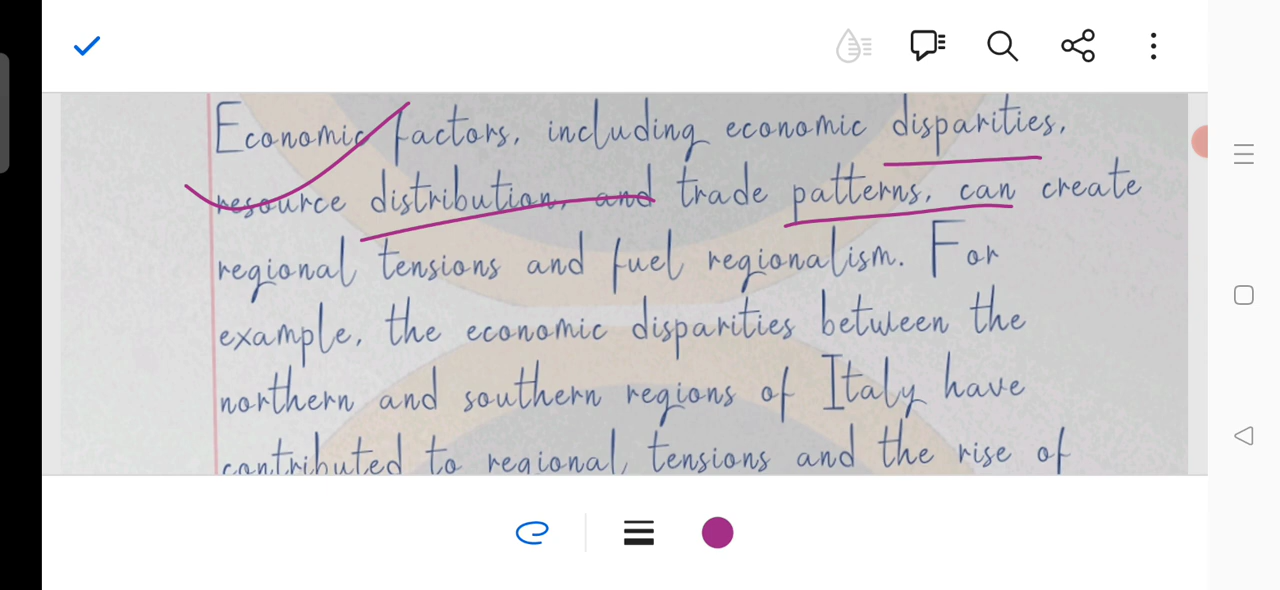 Economic factors, including economic disparities,
resource distribution, and trade patterns, can create
regional tensions and fuel regionalism. For
example, the economic disparities between the
northern and southern regions of Italy have
contributed to regional, tensions and the rise of